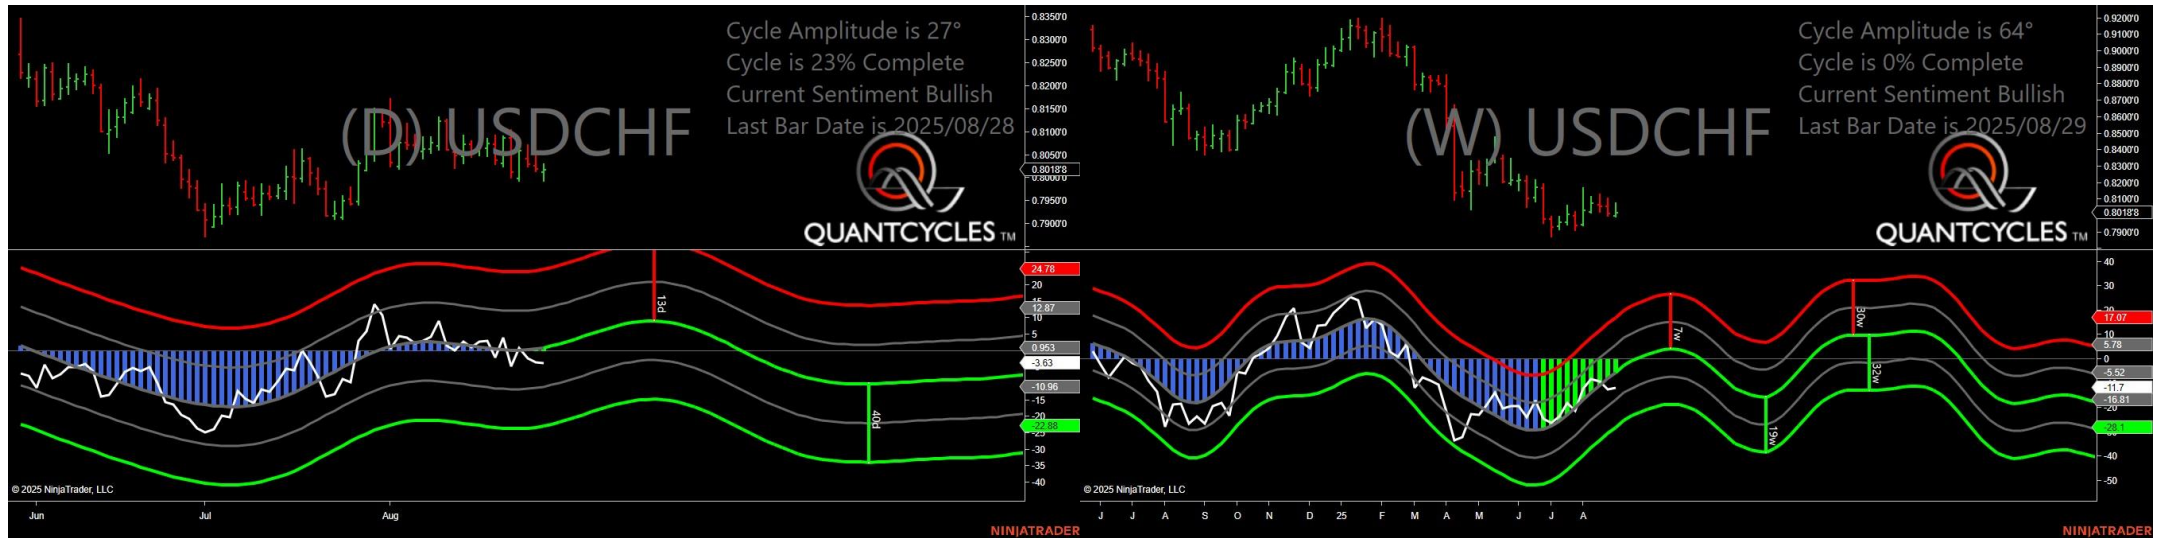 (D) USDCHF
Cycle Amplitude is 27°
Cycle is 23% Complete
Current Sentiment Bullish
Last Bar Date is 2025/08/28
QUANTCYCLES TM
0.8350'0
0.8300'0
0.8250'0
0.8200'0
0.8150'0
0.8100'0
0.8050'0
0.8018'8
0.8000'0
0.7950'0
0.7900'0
24.78
20
15
12.87
10
5
0.953
-3.63
-10.96
-15
-20
-22.88
-25
-30
-35
-40
13d
40d
© 2025 NinjaTrader, LLC
Jun
Jul
Aug
NINJATRADER
(W) USDCHF
Cycle Amplitude is 64°
Cycle is 0% Complete
Current Sentiment Bullish
Last Bar Date is 2025/08/29
QUANTCYCLES TM
0.9200'0
0.9100'0
0.9000'0
0.8900'0
0.8800'0
0.8700'0
0.8600'0
0.8500'0
0.8400'0
0.8300'0
0.8200'0
0.8100'0
0.8018'8
0.7900'0
40
30
20
17.07
10
5.78
0
-5.52
-11.7
-16.81
-20
-28.1
-40
-50
7w
30w
32w
19w
© 2025 NinjaTrader, LLC
J
J
A
S
O
N
D
25
F
M
A
M
J
J
A
NINJATRADER